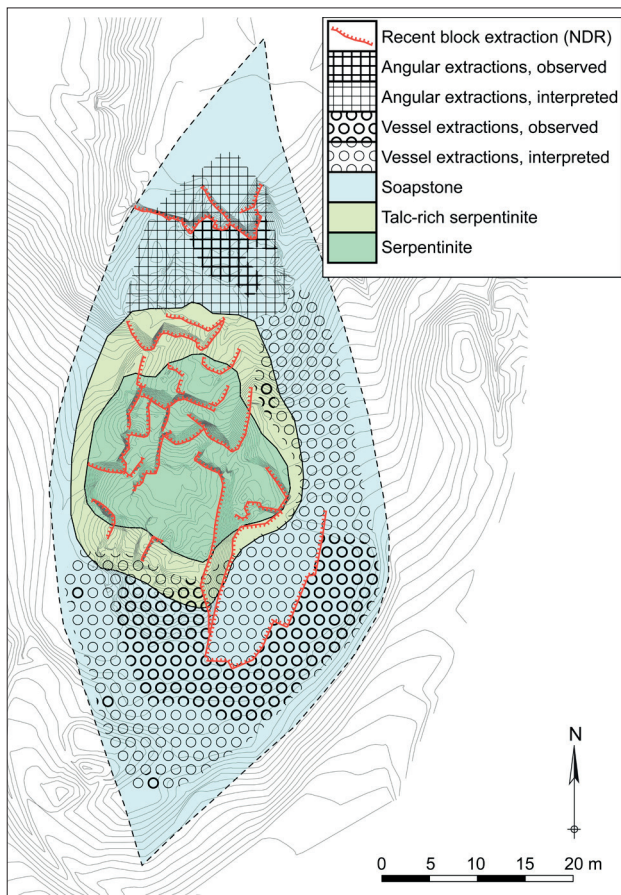 Recent block extraction (NDR)
Angular extractions, observed
Angular extractions, interpreted
Vessel extractions, observed
Vessel extractions, interpreted
Soapstone
Talc-rich serpentinite
Serpentinite
N
0 5 10 15 20 m